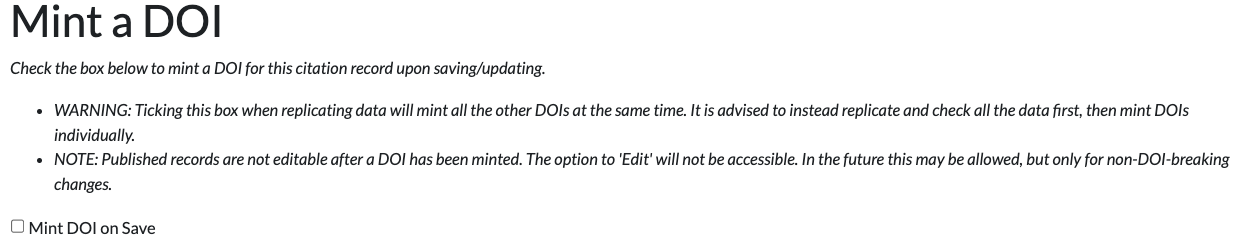 Mint a DOI
Check the box below to mint a DOI for this citation record upon saving/updating.
• WARNING: Ticking this box when replicating data will mint all the other DOIs at the same time. It is advised to instead replicate and check all the data first, then mint DOIs
individually.
• NOTE: Published records are not editable after a DOI has been minted. The option to 'Edit' will not be accessible. In the future this may be allowed, but only for non-DOI-breaking
changes.
Mint DOI on Save